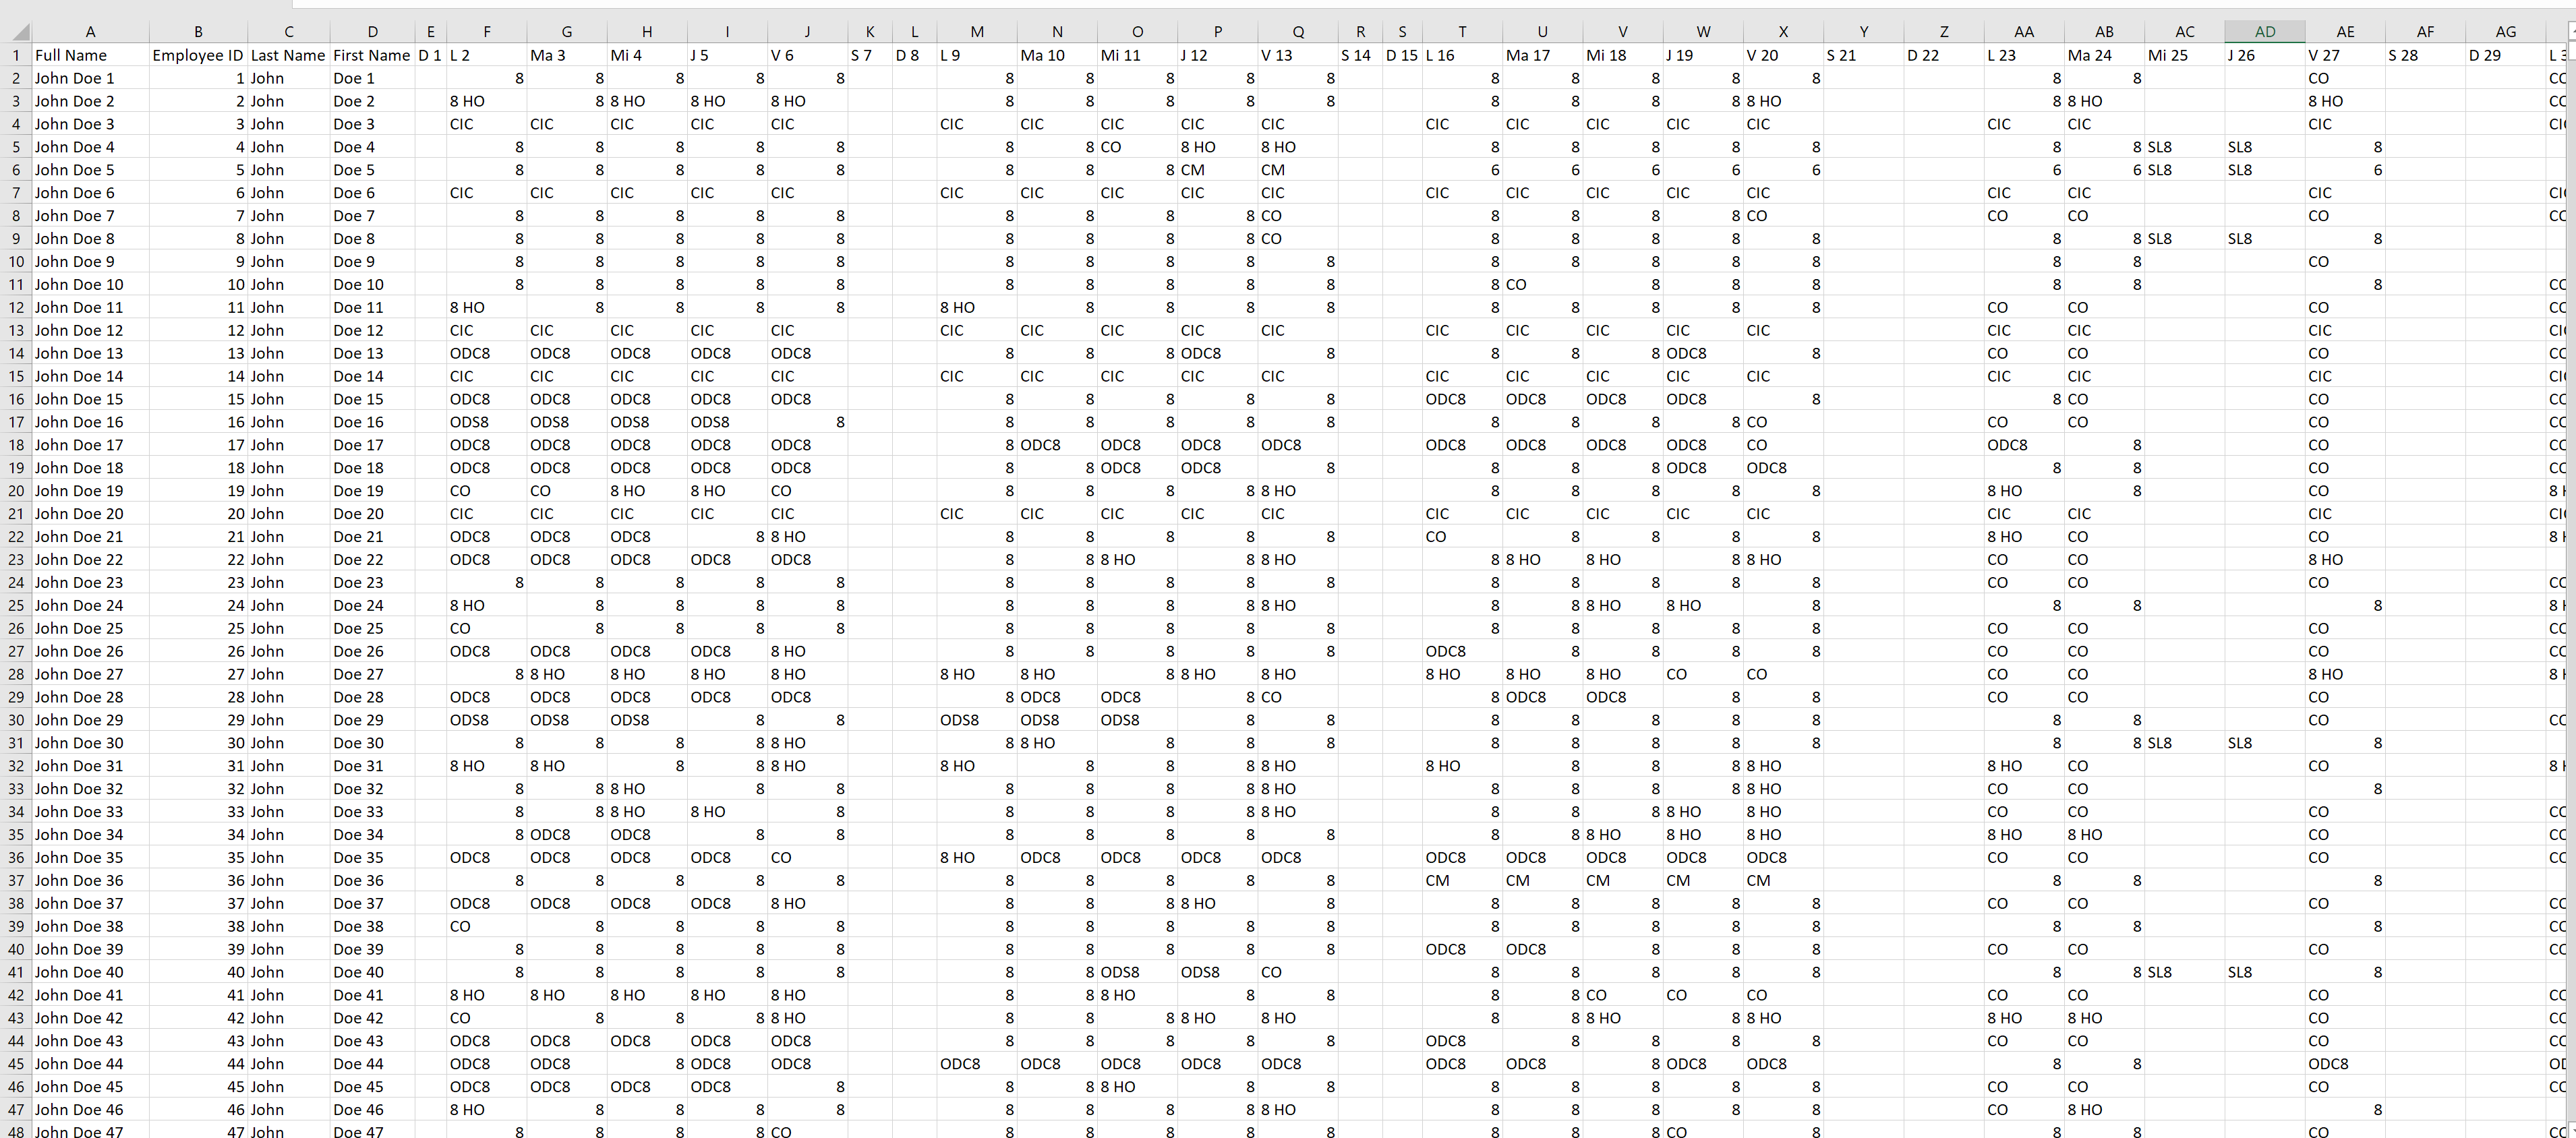 A B C D E F G H I J K L M N O P Q R S T U V W X Y Z AA AB AC AD AE AF AG
1 Full Name Employee ID Last Name First Name D 1 L 2 Ma 3 Mi 4 J 5 V 6 S 7 D 8 L 9 Ma 10 Mi 11 J 12 V 13 S 14 D 15 L 16 Ma 17 Mi 18 J 19 V 20 S 21 D 22 L 23 Ma 24 Mi 25 J 26 V 27 S 28 D 29
2 John Doe 1 1 John Doe 1 8 8 8 8 8 8 8 8 8 8 8 8 8 8 8 8 8 CO CO
3 John Doe 2 2 John Doe 2 8 HO 8 8 HO 8 HO 8 HO 8 8 8 8 8 8 8 8 8 8 HO 8 8 HO 8 HO CO
4 John Doe 3 3 John Doe 3 CIC CIC CIC CIC CIC CIC CIC CIC CIC CIC CIC CIC CIC CIC CIC CIC CIC CIC
5 John Doe 4 4 John Doe 4 8 8 8 8 8 8 8 CO 8 HO 8 HO 8 8 8 8 8 8 8 SL8 SL8 8
6 John Doe 5 5 John Doe 5 8 8 8 8 8 8 8 8 CM CM 6 6 6 6 6 6 6 SL8 SL8 6
7 John Doe 6 6 John Doe 6 CIC CIC CIC CIC CIC CIC CIC CIC CIC CIC CIC CIC CIC CIC CIC CIC CIC CIC
8 John Doe 7 7 John Doe 7 8 8 8 8 8 8 8 8 8 CO 8 8 8 8 CO CO CO CO CO
9 John Doe 8 8 John Doe 8 8 8 8 8 8 8 8 8 8 CO 8 8 8 8 8 8 8 SL8 SL8 8
10 John Doe 9 9 John Doe 9 8 8 8 8 8 8 8 8 8 8 8 8 8 8 8 8 8 CO
11 John Doe 10 10 John Doe 10 8 8 8 8 8 8 8 8 8 8 8 CO 8 8 8 8 8 8 CO
12 John Doe 11 11 John Doe 11 8 HO 8 8 8 8 8 HO 8 8 8 8 8 8 8 8 8 CO CO CO CO
13 John Doe 12 12 John Doe 12 CIC CIC CIC CIC CIC CIC CIC CIC CIC CIC CIC CIC CIC CIC CIC CIC CIC CIC
14 John Doe 13 13 John Doe 13 ODC8 ODC8 ODC8 ODC8 ODC8 8 8 8 ODC8 8 8 8 8 ODC8 8 CO CO CO CO
15 John Doe 14 14 John Doe 14 CIC CIC CIC CIC CIC CIC CIC CIC CIC CIC CIC CIC CIC CIC CIC CIC CIC CIC
16 John Doe 15 15 John Doe 15 ODC8 ODC8 ODC8 ODC8 ODC8 8 8 8 8 8 ODC8 ODC8 ODC8 ODC8 8 8 CO CO CO
17 John Doe 16 16 John Doe 16 ODS8 ODS8 ODS8 ODS8 8 8 8 8 8 8 8 8 8 8 CO CO CO CO CO
18 John Doe 17 17 John Doe 17 ODC8 ODC8 ODC8 ODC8 ODC8 8 ODC8 ODC8 ODC8 ODC8 ODC8 ODC8 ODC8 ODC8 CO ODC8 8 CO CO
19 John Doe 18 18 John Doe 18 ODC8 ODC8 ODC8 ODC8 ODC8 8 8 ODC8 ODC8 8 8 8 8 ODC8 ODC8 8 8 CO CO
20 John Doe 19 19 John Doe 19 CO CO 8 HO 8 HO CO 8 8 8 8 8 HO 8 8 8 8 8 8 HO 8 CO 8
21 John Doe 20 20 John Doe 20 CIC CIC CIC CIC CIC CIC CIC CIC CIC CIC CIC CIC CIC CIC CIC CIC CIC CIC
22 John Doe 21 21 John Doe 21 ODC8 ODC8 ODC8 8 8 HO 8 8 8 8 8 CO 8 8 8 8 8 HO CO CO 8
23 John Doe 22 22 John Doe 22 ODC8 ODC8 ODC8 ODC8 ODC8 8 8 8 HO 8 8 HO 8 8 HO 8 HO 8 8 HO CO CO 8 HO
24 John Doe 23 23 John Doe 23 8 8 8 8 8 8 8 8 8 8 8 8 8 8 8 CO CO CO CO
25 John Doe 24 24 John Doe 24 8 HO 8 8 8 8 8 8 8 8 8 HO 8 8 8 HO 8 HO 8 8 8 8 8
26 John Doe 25 25 John Doe 25 CO 8 8 8 8 8 8 8 8 8 8 8 8 8 8 CO CO CO CO
27 John Doe 26 26 John Doe 26 ODC8 ODC8 ODC8 ODC8 8 HO 8 8 8 8 8 ODC8 8 8 8 8 CO CO CO CO
28 John Doe 27 27 John Doe 27 8 8 HO 8 HO 8 HO 8 HO 8 HO 8 HO 8 8 HO 8 HO 8 HO 8 HO 8 HO CO CO CO CO 8 HO 8
29 John Doe 28 28 John Doe 28 ODC8 ODC8 ODC8 ODC8 ODC8 8 ODC8 ODC8 8 CO 8 ODC8 ODC8 8 8 CO CO CO
30 John Doe 29 29 John Doe 29 ODS8 ODS8 ODS8 8 8 ODS8 ODS8 ODS8 8 8 8 8 8 8 8 8 8 CO CO
31 John Doe 30 30 John Doe 30 8 8 8 8 8 HO 8 8 HO 8 8 8 8 8 8 8 8 8 8 SL8 SL8 8
32 John Doe 31 31 John Doe 31 8 HO 8 HO 8 8 8 HO 8 HO 8 8 8 8 HO 8 HO 8 8 8 8 HO 8 HO CO CO 8
33 John Doe 32 32 John Doe 32 8 8 8 HO 8 8 8 8 8 8 8 HO 8 8 8 8 8 HO CO CO 8
34 John Doe 33 33 John Doe 33 8 8 8 HO 8 HO 8 8 8 8 8 8 HO 8 8 8 8 HO 8 HO CO CO CO CO
35 John Doe 34 34 John Doe 34 8 ODC8 ODC8 8 8 8 8 8 8 8 8 8 8 HO 8 HO 8 HO 8 HO 8 HO CO CO
36 John Doe 35 35 John Doe 35 ODC8 ODC8 ODC8 ODC8 CO 8 HO ODC8 ODC8 ODC8 ODC8 ODC8 ODC8 ODC8 ODC8 ODC8 CO CO CO CO
37 John Doe 36 36 John Doe 36 8 8 8 8 8 8 8 8 8 8 CM CM CM CM CM 8 8 8
38 John Doe 37 37 John Doe 37 ODC8 ODC8 ODC8 ODC8 8 HO 8 8 8 8 HO 8 8 8 8 8 8 CO CO CO CO
39 John Doe 38 38 John Doe 38 CO 8 8 8 8 8 8 8 8 8 8 8 8 8 8 8 8 8 CO
40 John Doe 39 39 John Doe 39 8 8 8 8 8 8 8 8 8 8 ODC8 ODC8 8 8 8 CO CO CO CO
41 John Doe 40 40 John Doe 40 8 8 8 8 8 8 8 ODS8 ODS8 CO 8 8 8 8 8 8 8 SL8 SL8 8
42 John Doe 41 41 John Doe 41 8 HO 8 HO 8 HO 8 HO 8 HO 8 8 8 HO 8 8 8 8 CO CO CO CO CO CO CO
43 John Doe 42 42 John Doe 42 CO 8 8 8 8 HO 8 8 8 8 HO 8 HO 8 8 8 HO 8 8 HO 8 HO 8 HO CO CO
44 John Doe 43 43 John Doe 43 ODC8 ODC8 ODC8 ODC8 ODC8 8 8 8 8 8 ODC8 8 8 8 8 CO CO CO CO
45 John Doe 44 44 John Doe 44 ODC8 ODC8 8 ODC8 ODC8 ODC8 ODC8 ODC8 ODC8 ODC8 ODC8 ODC8 8 ODC8 ODC8 8 8 ODC8
46 John Doe 45 45 John Doe 45 ODC8 ODC8 ODC8 ODC8 8 8 8 8 HO 8 8 8 8 8 8 8 CO CO CO CO
47 John Doe 46 46 John Doe 46 8 HO 8 8 8 8 8 8 8 8 8 HO 8 8 8 8 8 CO 8 HO 8 CO
48 John Doe 47 47 John Doe 47 8 8 8 8 CO 8 8 8 8 8 8 8 8 CO 8 8 8 CO CO